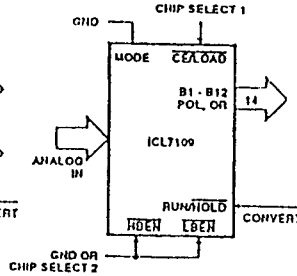 CHIP SELECT 1
GND
MODE CE/LOAD
B1 - B12
POL, OR
14
ICL7109
ANALOG
IN
RUN/HOLD
CONVERT
HBEN LBEN
GND OR
CHIP SELECT 2